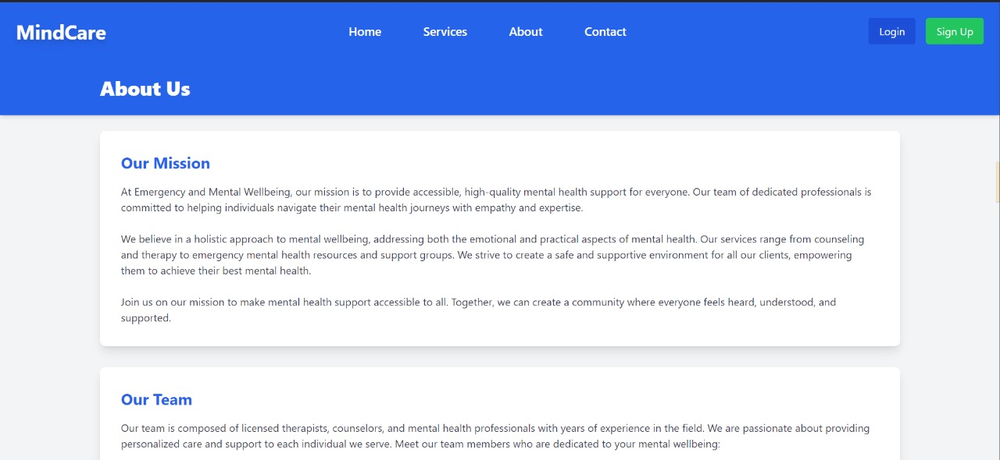 MindCare
Home Services About Contact
Login Sign Up
About Us
Our Mission
At Emergency and Mental Wellbeing, our mission is to provide accessible, high-quality mental health support for everyone. Our team of dedicated professionals is
committed to helping individuals navigate their mental health journeys with empathy and expertise.
We believe in a holistic approach to mental wellbeing, addressing both the emotional and practical aspects of mental health. Our services range from counseling
and therapy to emergency mental health resources and support groups. We strive to create a safe and supportive environment for all our clients, empowering
them to achieve their best mental health.
Join us on our mission to make mental health support accessible to all. Together, we can create a community where everyone feels heard, understood, and
supported.
Our Team
Our team is composed of licensed therapists, counselors, and mental health professionals with years of experience in the field. We are passionate about providing
personalized care and support to each individual we serve. Meet our team members who are dedicated to your mental wellbeing: